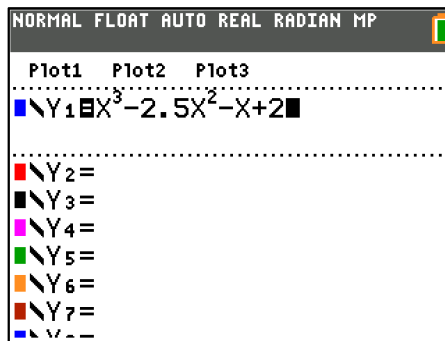 NORMAL FLOAT AUTO REAL RADIAN MP
Plot1 Plot2 Plot3
\Y1=X³-2.5X²-X+2
\Y2=
\Y3=
\Y4=
\Y5=
\Y6=
\Y7=